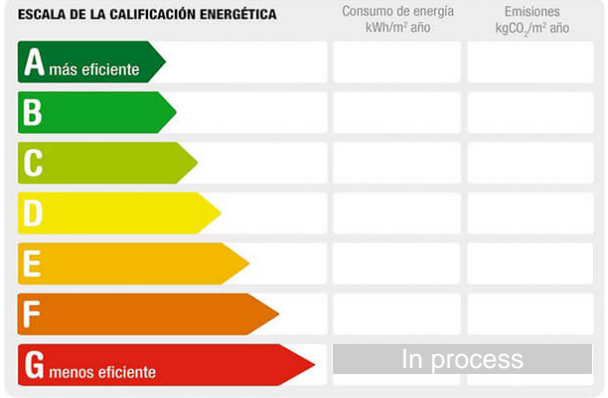 ESCALA DE LA CALIFICACIÓN ENERGÉTICA
Consumo de energía
kWh/m² año
Emisiones
kgCO₂/m² año
A más eficiente
B
C
D
E
F
G menos eficiente
In process